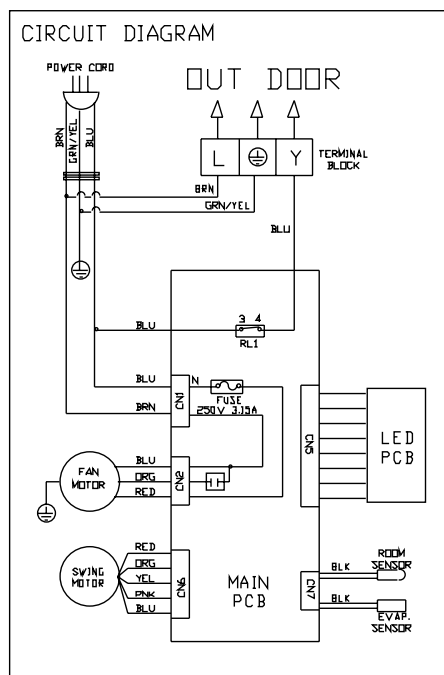 CIRCUIT DIAGRAM
POWER CORD
OUT DOOR
BRN
GRN/YEL
BLU
L
Y
TERMINAL
BLOCK
BRN
GRN/YEL
BLU
3 4
BLU
RL1
BLU
N
CN1
FUSE
250V 3.15A
BRN
CN5
LED
PCB
FAN
MOTOR
BLU
ORG
RED
CN2
SWING
MOTOR
RED
ORG
YEL
PNK
BLU
CN6
MAIN
PCB
CN7
BLK
ROOM
SENSOR
BLK
EVAP.
SENSOR